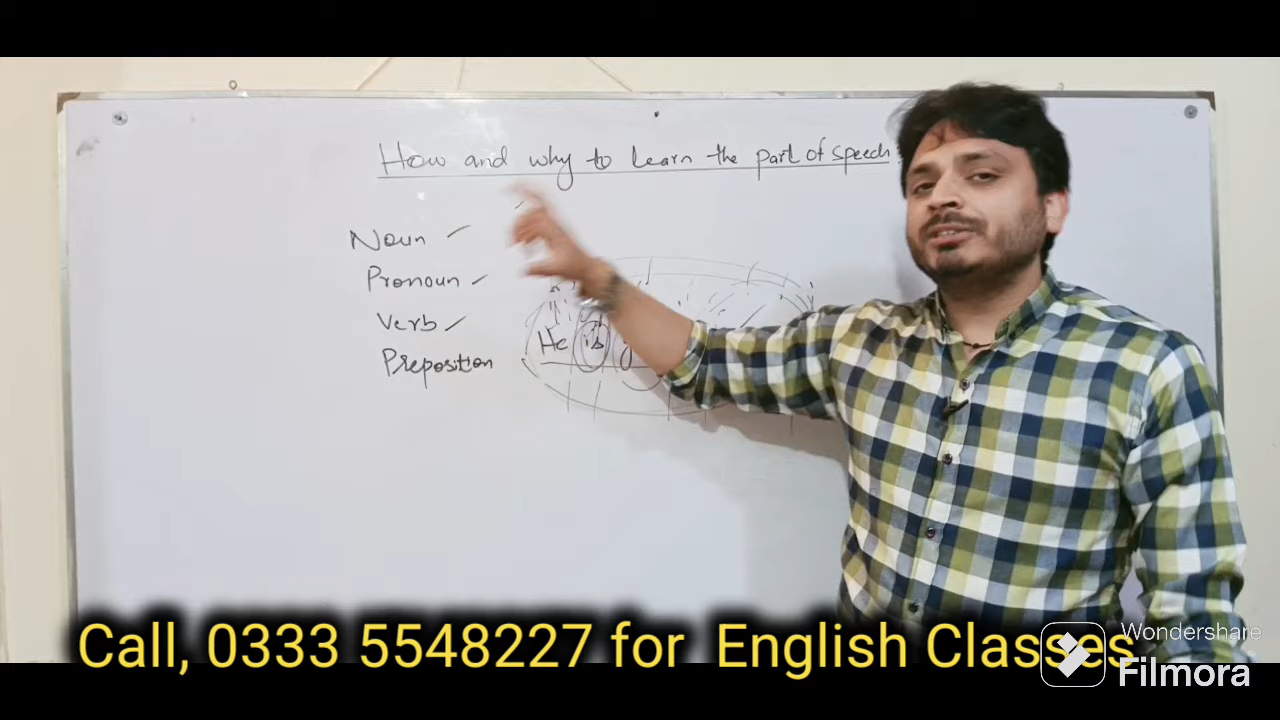 How and why to learn the part of speech
Noun
Pronoun
Verb
Preposition
He is
Call, 0333 5548227 for English Classes
Wondershare
Filmora